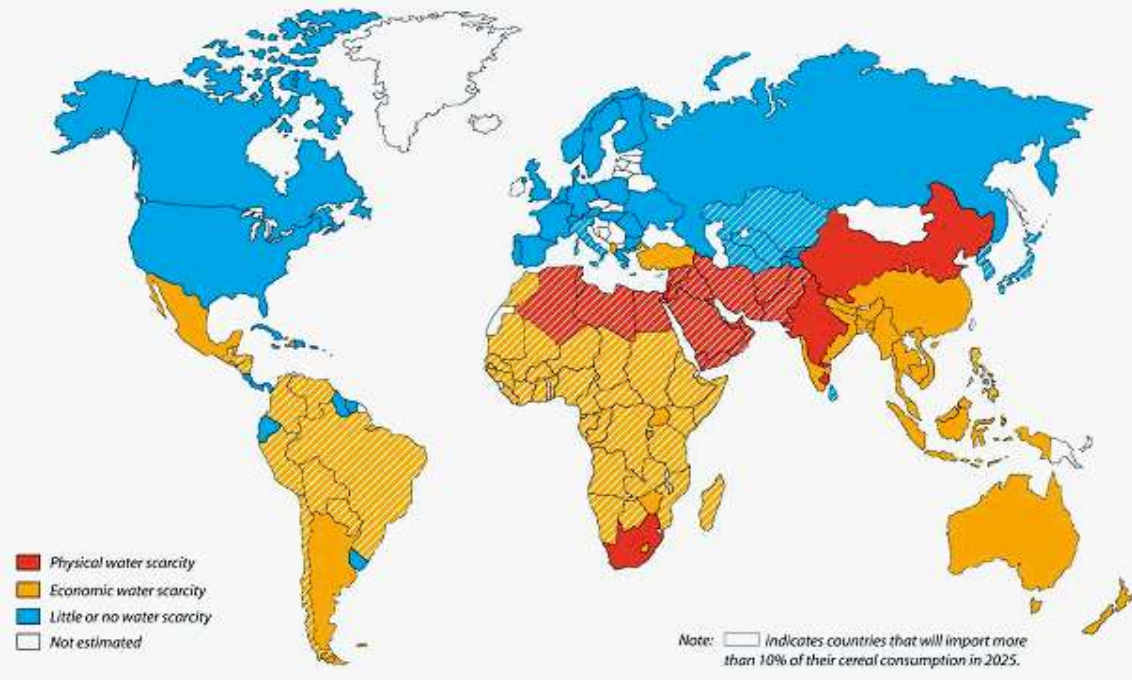 Physical water scarcity
Economic water scarcity
Little or no water scarcity
Not estimated
Note: indicates countries that will import more
than 10% of their cereal consumption in 2025.